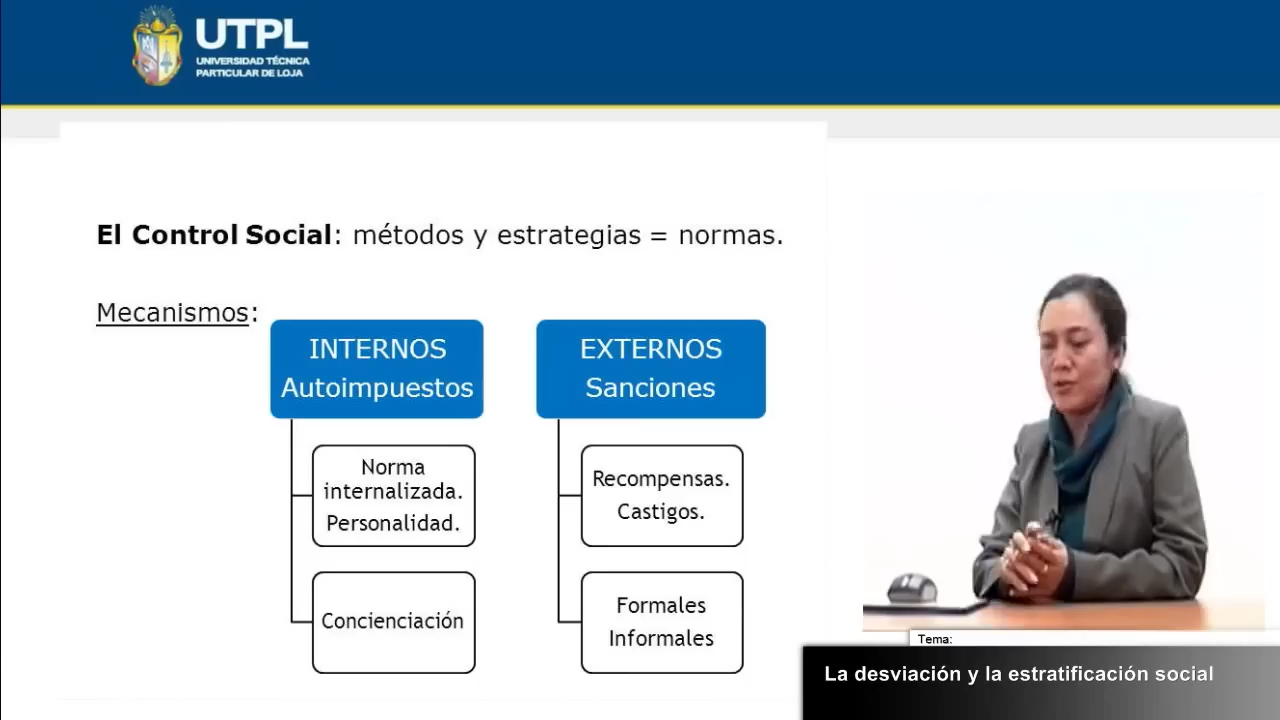 UTPL
UNIVERSIDAD TÉCNICA
PARTICULAR DE LOJA
El Control Social: métodos y estrategias = normas.
Mecanismos:
INTERNOS
Autoimpuestos
Norma
internalizada.
Personalidad.
Concienciación
EXTERNOS
Sanciones
Recompensas.
Castigos.
Formales
Informales
Tema:
La desviación y la estratificación social